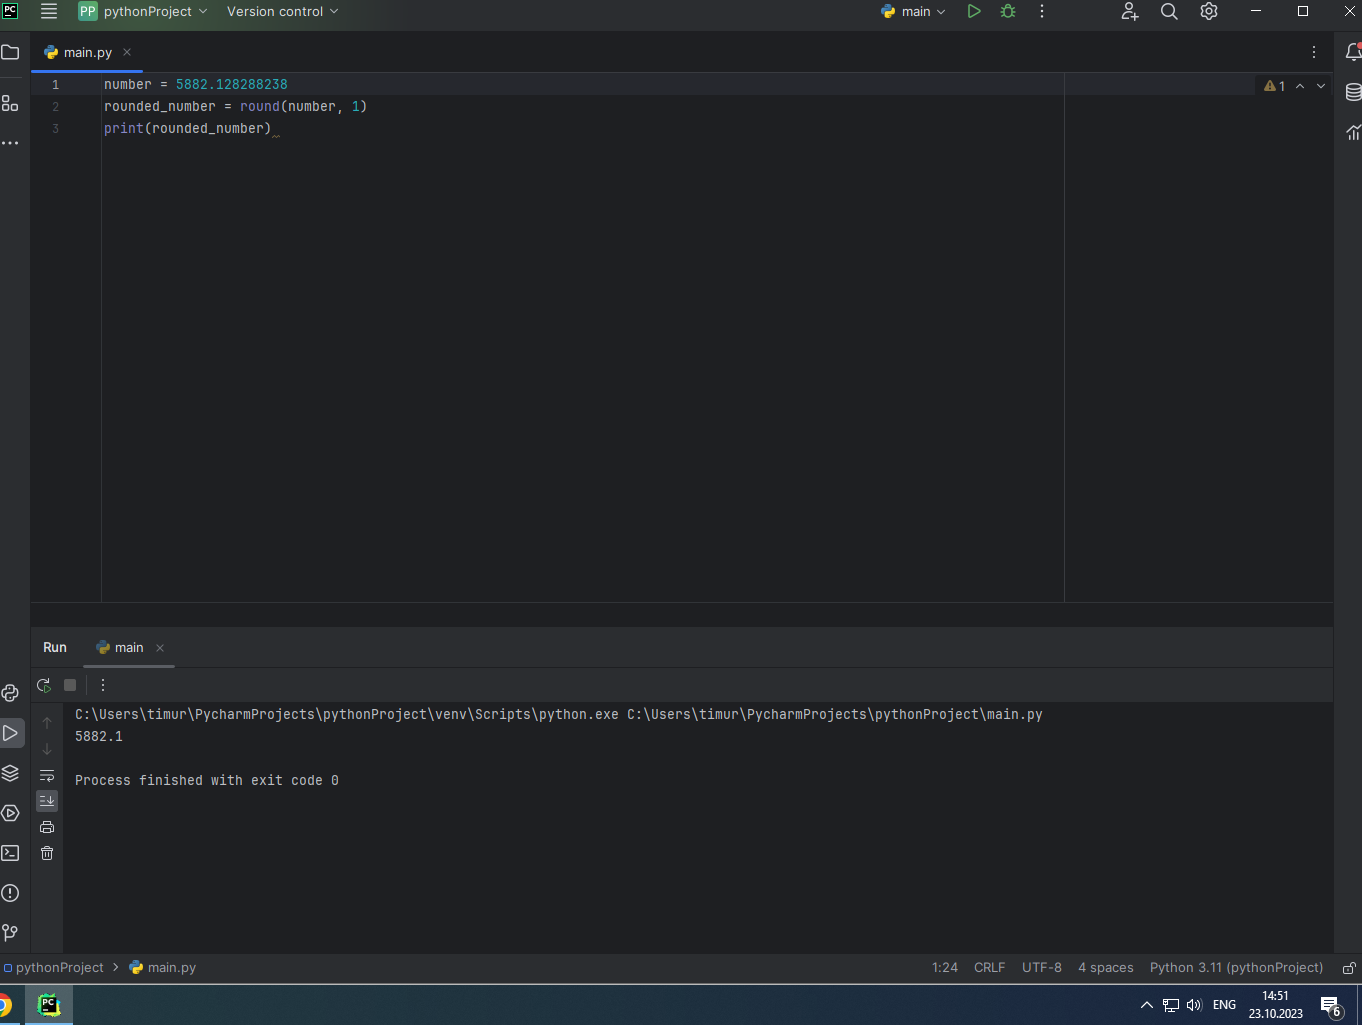 PC PP pythonProject Version control main
main.py
1 number = 5882.128288238 1
2 rounded_number = round(number, 1)
3 print(rounded_number)
Run main
C:\Users\timur\PycharmProjects\pythonProject\venv\Scripts\python.exe C:\Users\timur\PycharmProjects\pythonProject\main.py
5882.1
Process finished with exit code 0
pythonProject main.py 1:24 CRLF UTF-8 4 spaces Python 3.11 (pythonProject)
PC ENG 14:51
23.10.2023 6